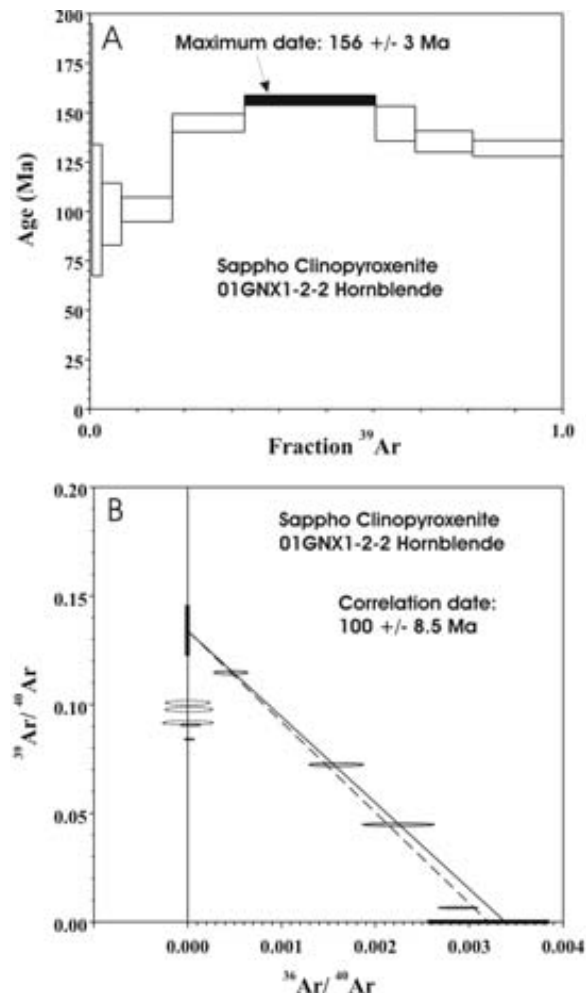 A
Maximum date: 156 +/- 3 Ma
200
175
150
125
100
75
50
25
0
Age (Ma)
Sappho Clinopyroxenite
01GNX1-2-2 Hornblende
0.0
1.0
Fraction ³⁹Ar
B
Sappho Clinopyroxenite
01GNX1-2-2 Hornblende
Correlation date:
100 +/- 8.5 Ma
0.20
0.15
0.10
0.05
0.00
³⁹Ar/ ⁴⁰Ar
0.000
0.001
0.002
0.003
0.004
³⁶Ar/ ⁴⁰Ar